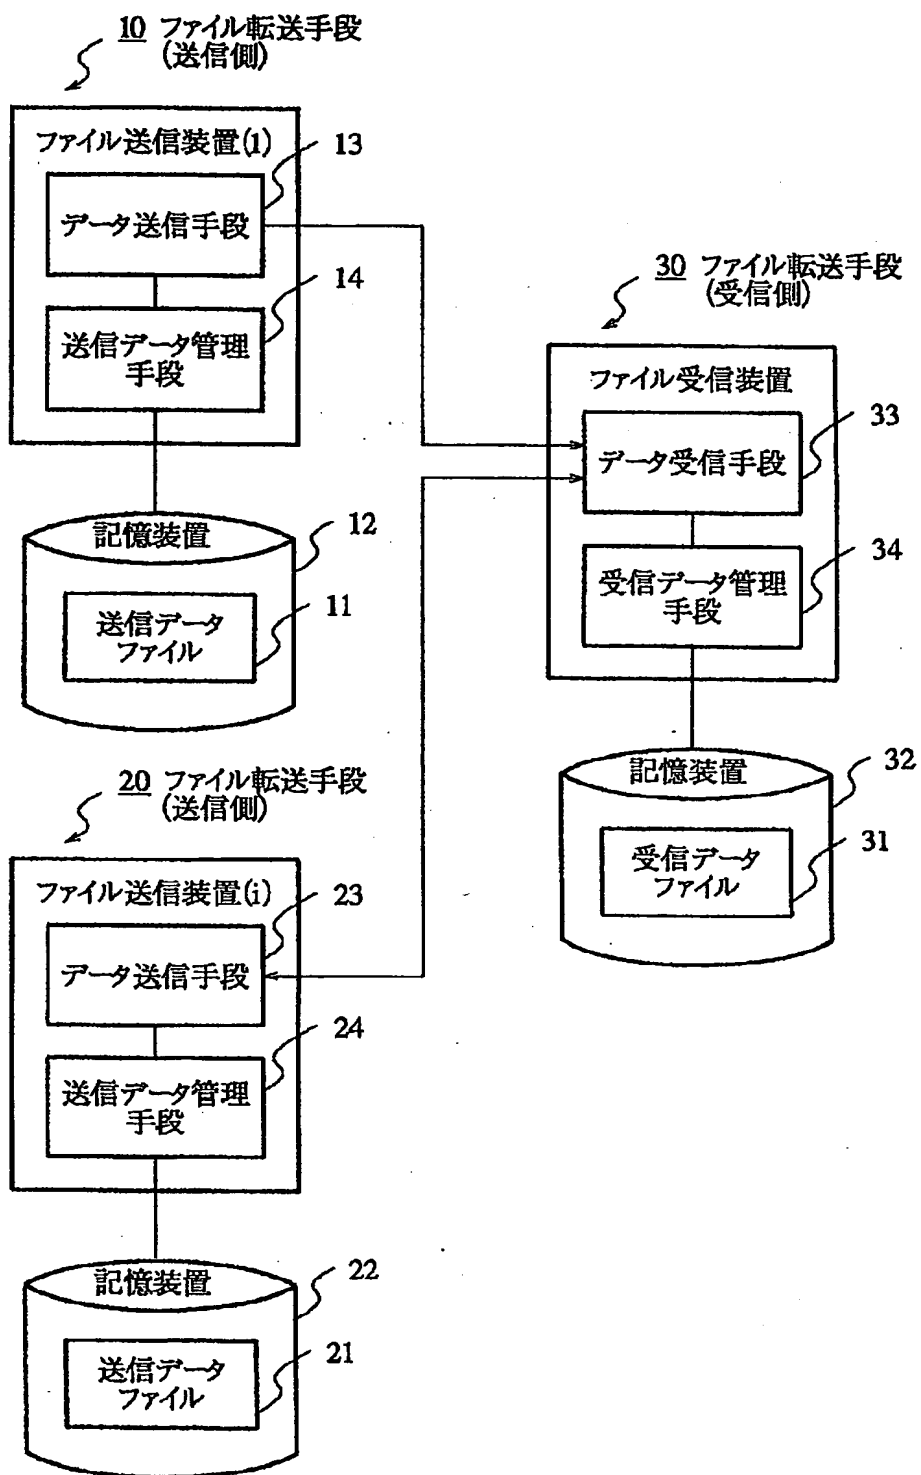 10 ファイル転送手段
(送信側)
ファイル送信装置(1)
13
データ送信手段
14
送信データ管理
手段
記憶装置
12
送信データ
ファイル
11
30 ファイル転送手段
(受信側)
ファイル受信装置
33
データ受信手段
34
受信データ管理
手段
記憶装置
32
受信データ
ファイル
31
20 ファイル転送手段
(送信側)
ファイル送信装置(i)
23
データ送信手段
24
送信データ管理
手段
記憶装置
22
送信データ
ファイル
21